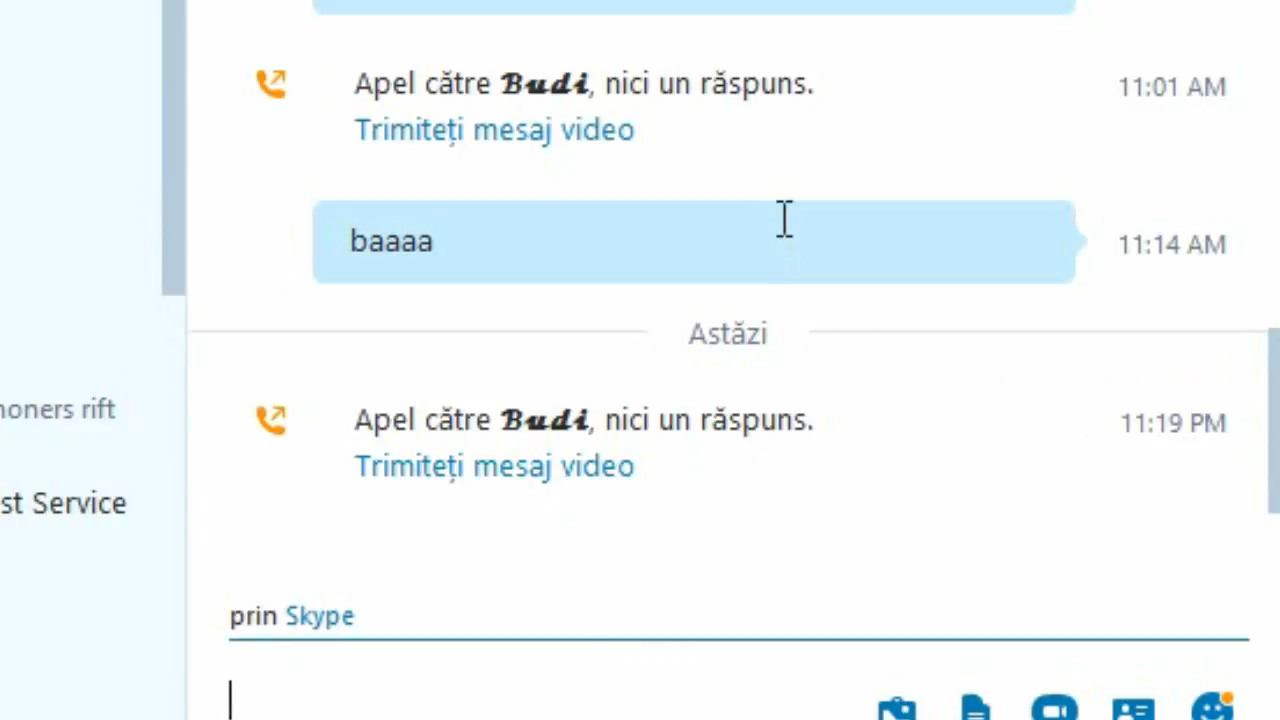 Apel către Budi, nici un răspuns. 11:01 AM
Trimiteți mesaj video
baaaa 11:14 AM
Astăzi
Apel către Budi, nici un răspuns. 11:19 PM
Trimiteți mesaj video
rift
st Service
prin Skype